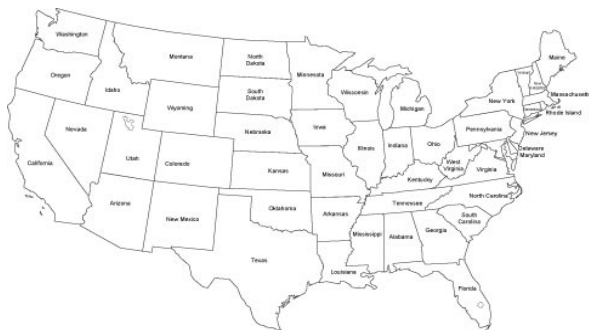 Washington
Montana
North
Dakota
Minnesota
Maine
Oregon
Idaho
South
Dakota
Wisconsin
Michigan
New York
Massachusetts
Rhode Island
Wyoming
Nebraska
Iowa
Pennsylvania
New Jersey
Nevada
Utah
Colorado
Illinois
Indiana
Ohio
Delaware
Maryland
California
Kansas
Missouri
West
Virginia
Virginia
Kentucky
Arizona
New Mexico
Oklahoma
Arkansas
Tennessee
North Carolina
South
Carolina
Texas
Mississippi
Alabama
Georgia
Louisiana
Florida